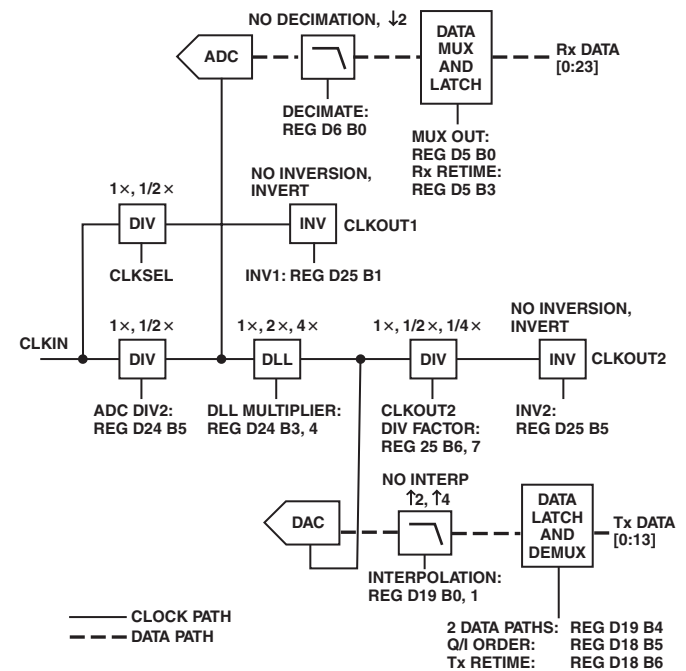 NO DECIMATION, ↓2
ADC
DATA
MUX
AND
LATCH
Rx DATA
[0:23]
DECIMATE:
REG D6 B0
MUX OUT:
REG D5 B0
Rx RETIME:
REG D5 B3
1×, 1/2×
DIV
CLKSEL
NO INVERSION,
INVERT
INV
CLKOUT1
INV1: REG D25 B1
CLKIN
1×, 1/2×
DIV
ADC DIV2:
REG D24 B5
1×, 2×, 4×
DLL
DLL MULTIPLIER:
REG D24 B3, 4
1×, 1/2×, 1/4×
DIV
CLKOUT2
DIV FACTOR:
REG 25 B6, 7
NO INVERSION,
INVERT
INV
CLKOUT2
INV2:
REG D25 B5
DAC
NO INTERP
↑2, ↑4
INTERPOLATION:
REG D19 B0, 1
DATA
LATCH
AND
DEMUX
Tx DATA
[0:13]
2 DATA PATHS: REG D19 B4
Q/I ORDER: REG D18 B5
Tx RETIME: REG D18 B6
CLOCK PATH
DATA PATH